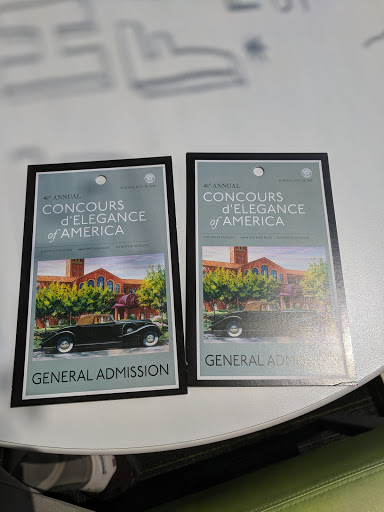 40th ANNUAL
CONCOURS
d'ELEGANCE
of AMERICA
GENERAL ADMISSION
40th ANNUAL
CONCOURS
d'ELEGANCE
of AMERICA
GENERAL ADMISSION